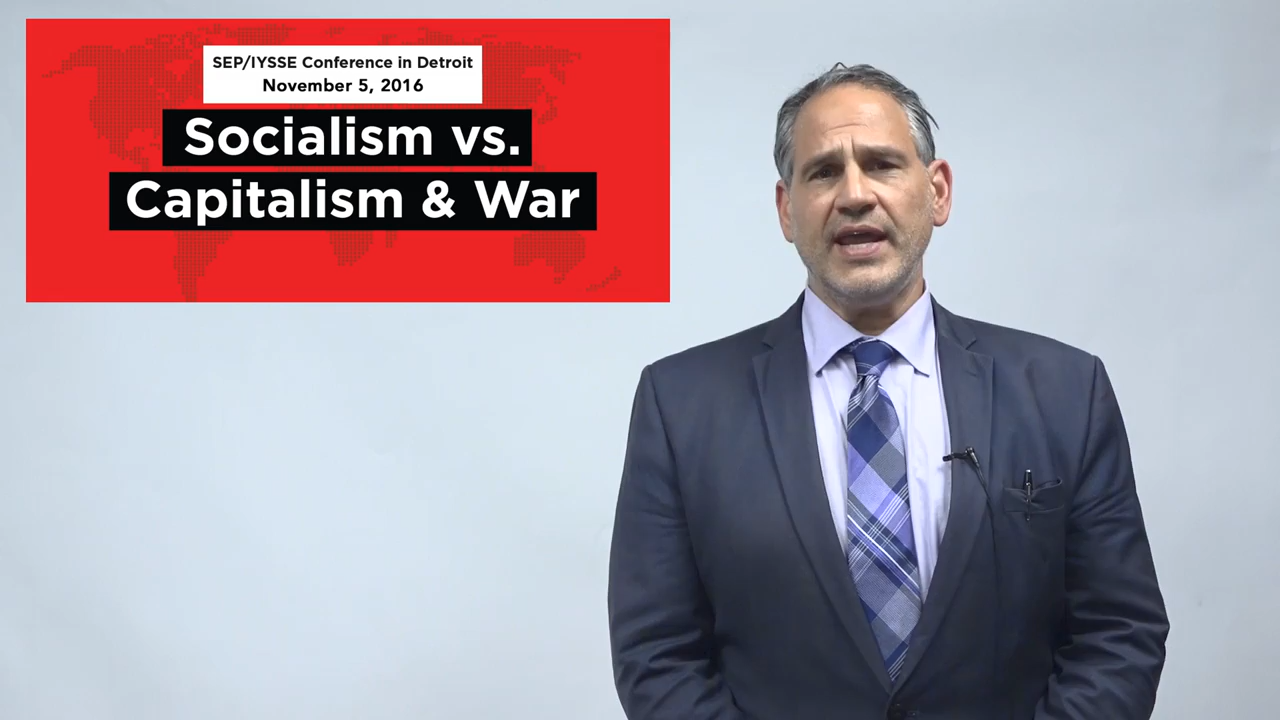 SEP/IYSSE Conference in Detroit
November 5, 2016
Socialism vs.
Capitalism & War